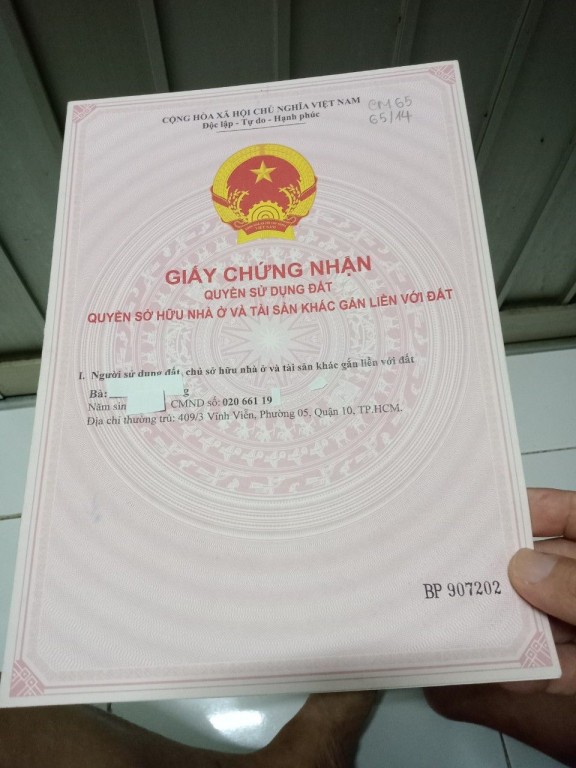 CỘNG HÒA XÃ HỘI CHỦ NGHĨA VIỆT NAM
Độc lập - Tự do - Hạnh phúc
CM 65
65/14
GIẤY CHỨNG NHẬN
QUYỀN SỬ DỤNG ĐẤT
QUYỀN SỞ HỮU NHÀ Ở VÀ TÀI SẢN KHÁC GẮN LIỀN VỚI ĐẤT
I. Người sử dụng đất, chủ sở hữu nhà ở và tài sản khác gắn liền với đất
Bà: g
Năm sin CMND số: 020 661 19
Địa chỉ thường trú: 409/3 Vĩnh Viễn, Phường 05, Quận 10, TP.HCM.
BP 907202